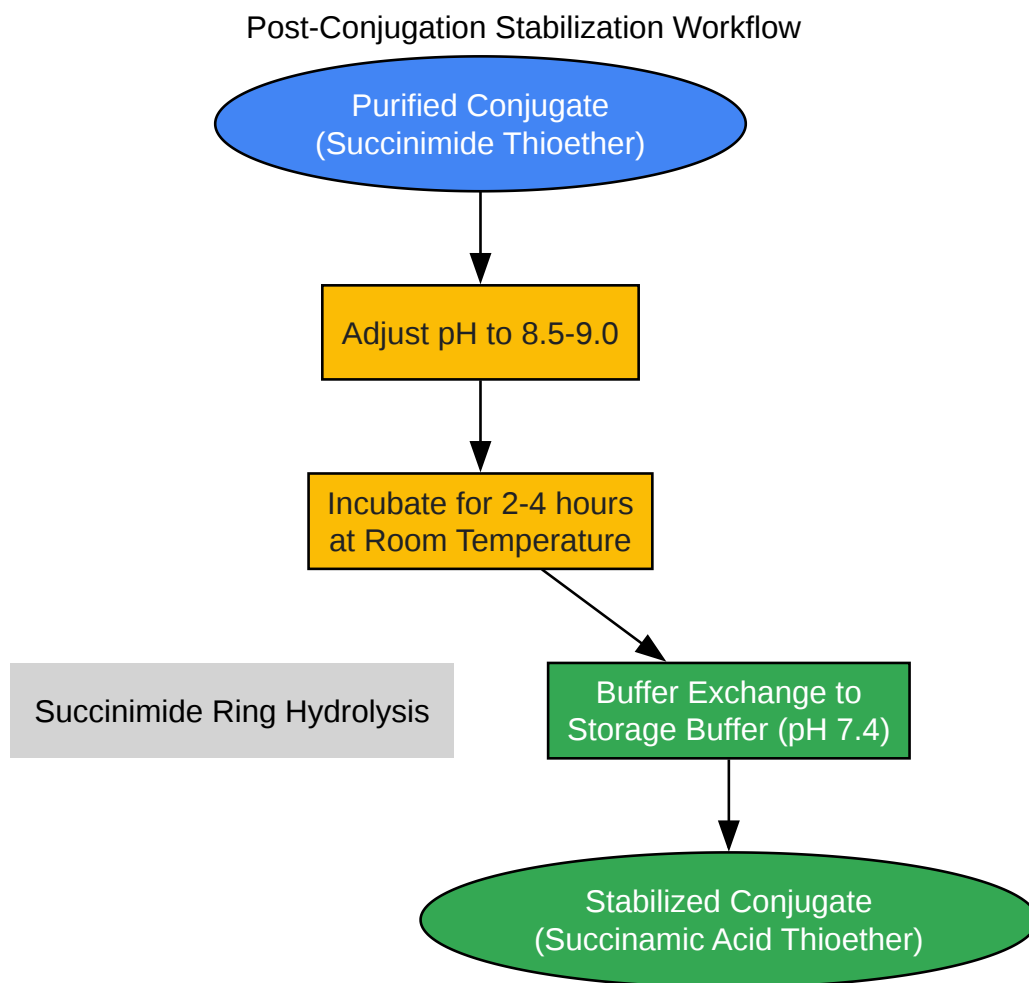 Post-Conjugation Stabilization Workflow
Purified Conjugate
(Succinimide Thioether)
Adjust pH to 8.5-9.0
Incubate for 2-4 hours
at Room Temperature
Succinimide Ring Hydrolysis
Buffer Exchange to
Storage Buffer (pH 7.4)
Stabilized Conjugate
(Succinamic Acid Thioether)